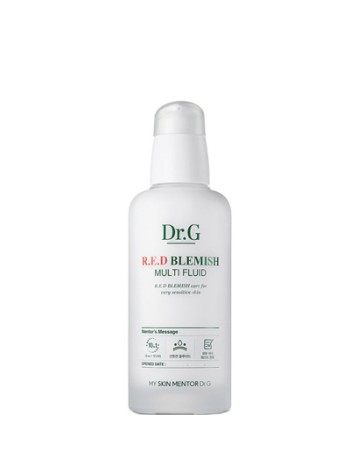 Dr.G
R.E.D BLEMISH
MULTI FLUID
R.E.D BLEMISH care for
very sensitive skin
Mentor's Message
OPENED DATE :
MY SKIN MENTOR Dr.G